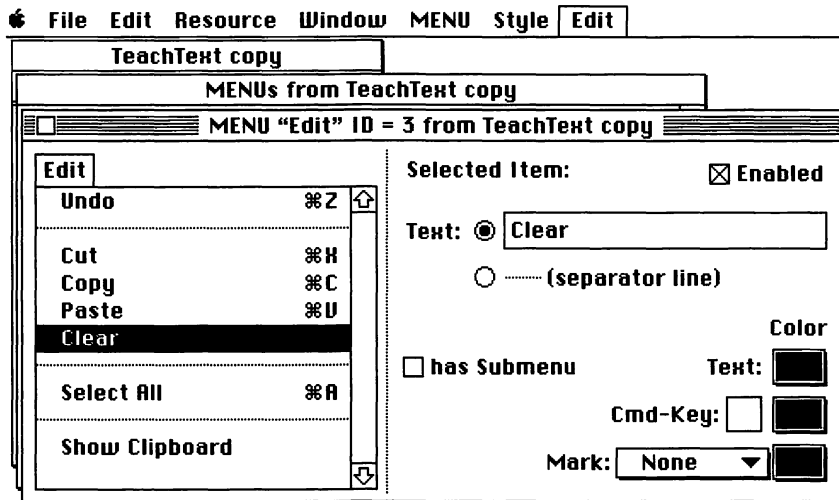 File Edit Resource Window MENU Style Edit
TeachText copy
MENUs from TeachText copy
MENU “Edit” ID = 3 from TeachText copy
Edit
Undo ⌘Z
Cut ⌘X
Copy ⌘C
Paste ⌘V
Clear
Select All ⌘A
Show Clipboard
Selected Item: Enabled
Text: Clear
(separator line)
Color
has Submenu Text:
Cmd-Key:
Mark: None